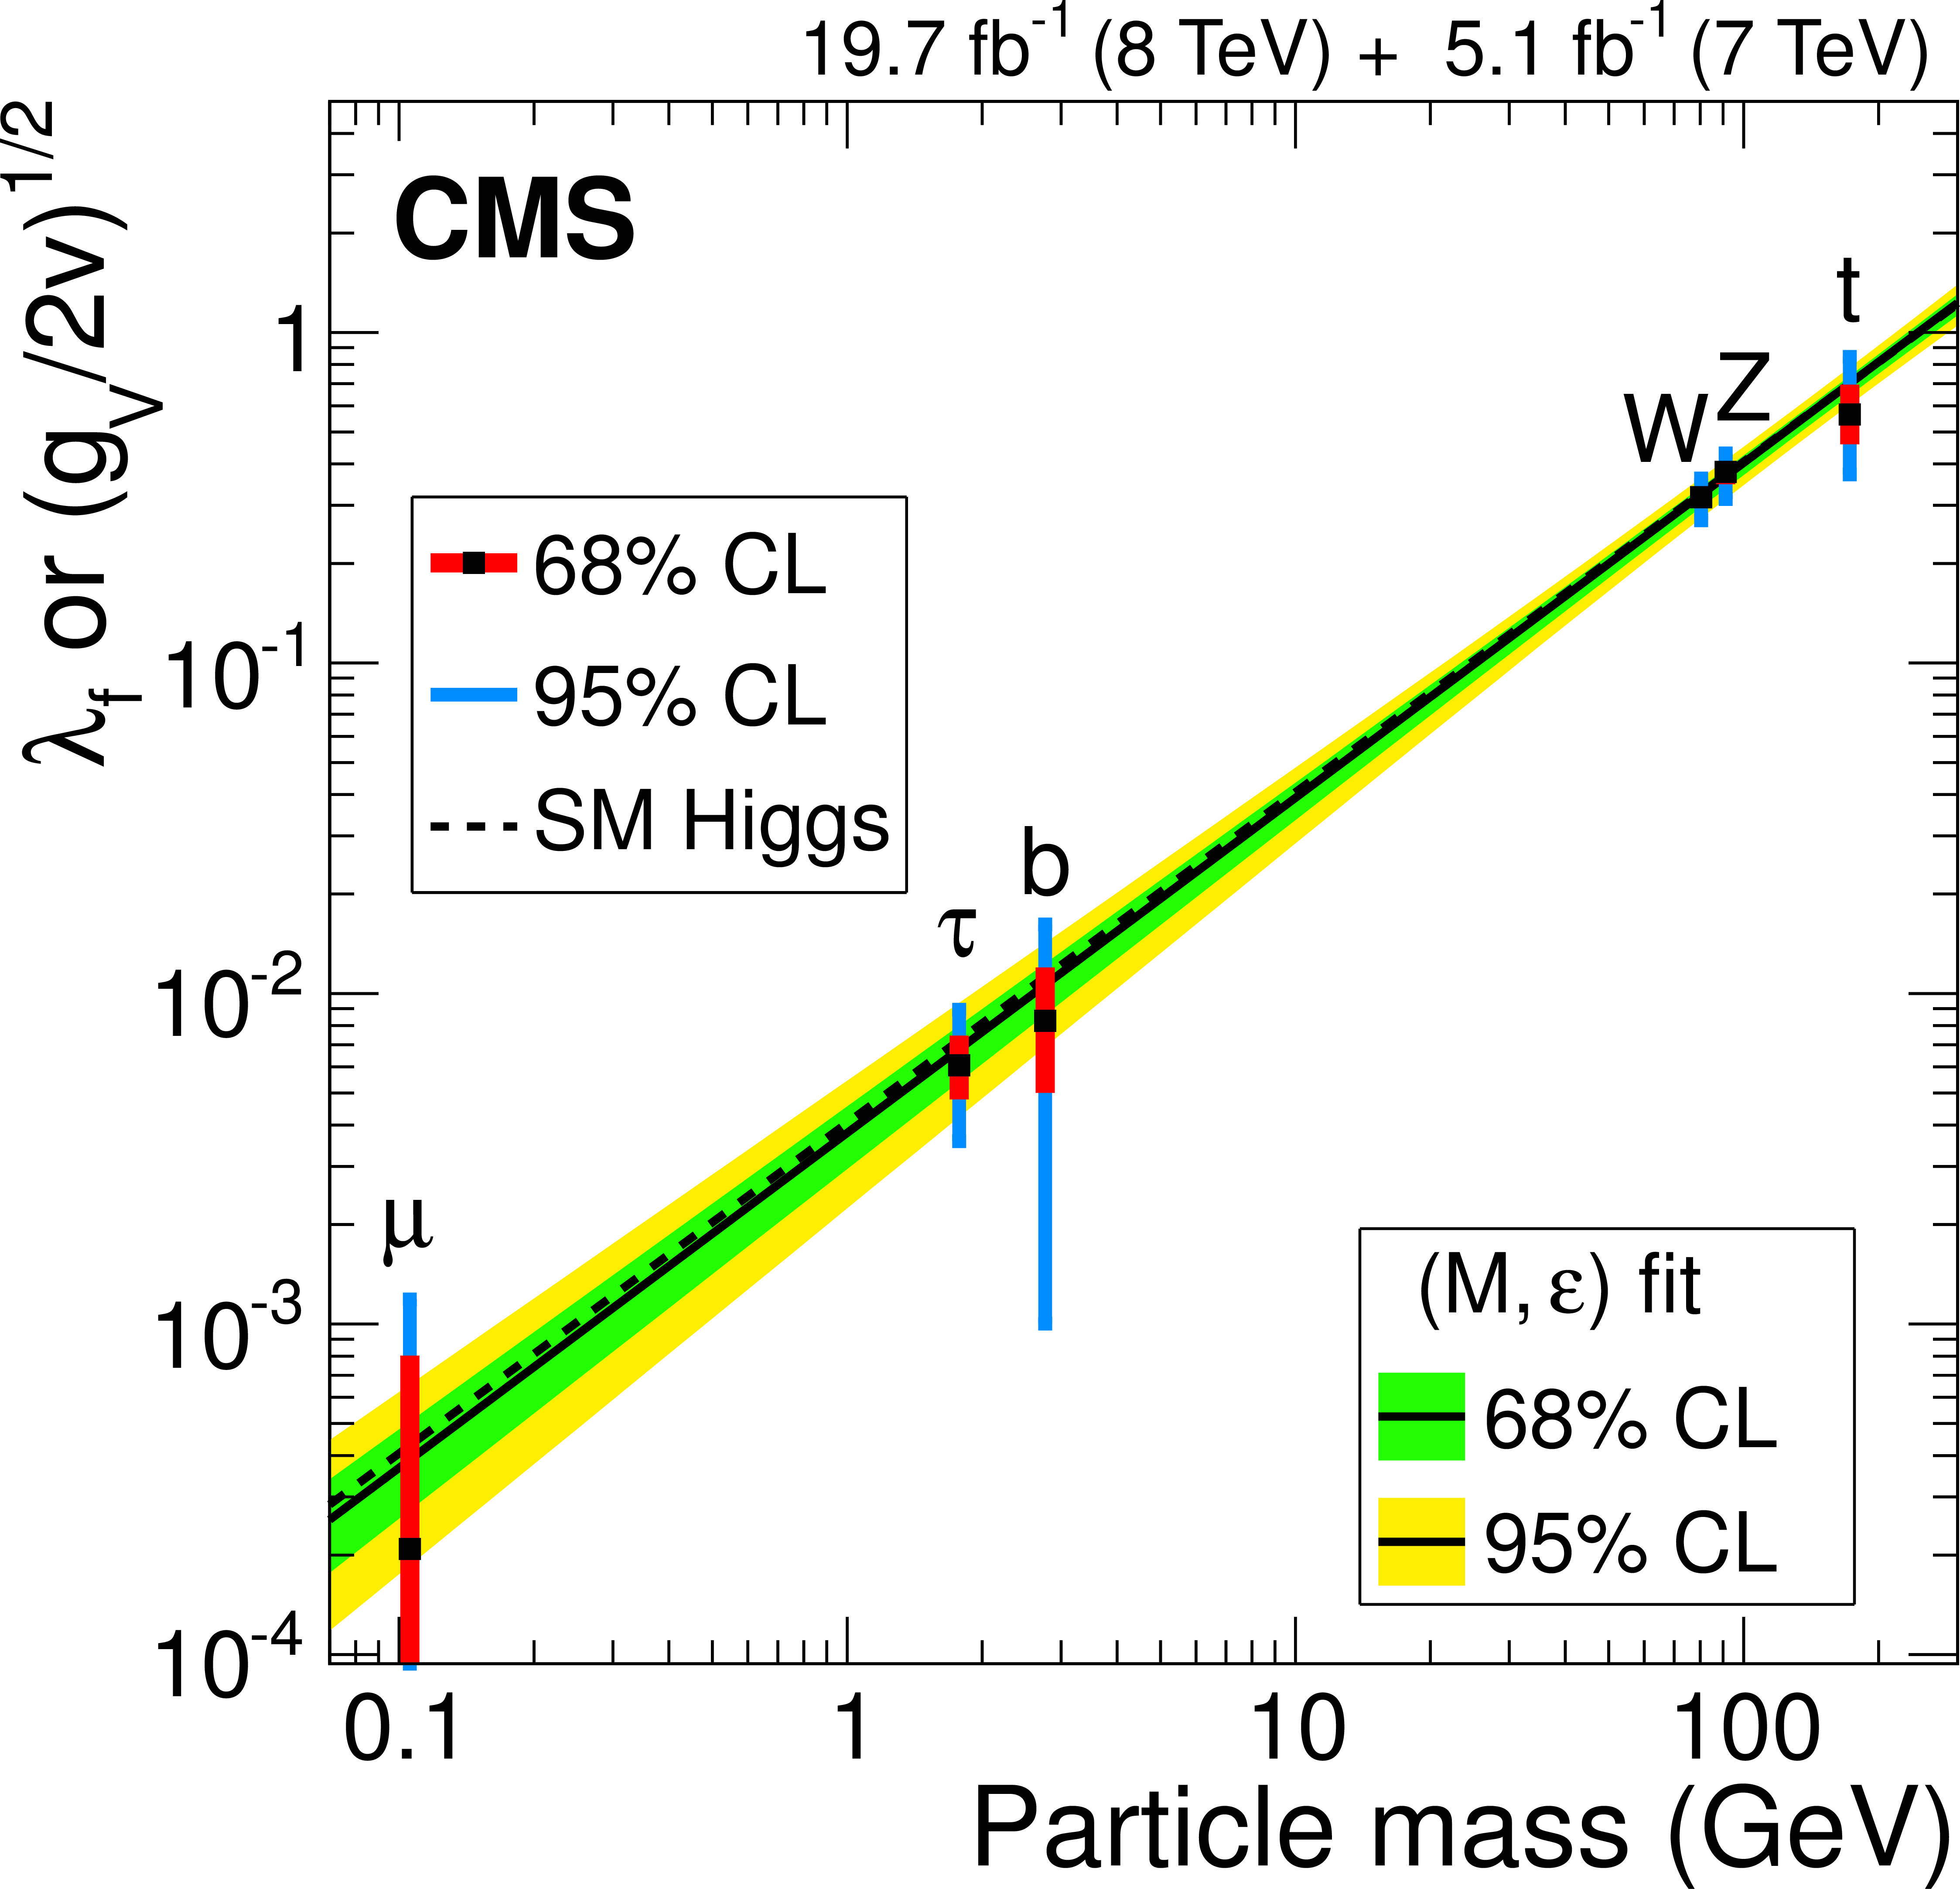 19.7 fb⁻¹ (8 TeV) + 5.1 fb⁻¹ (7 TeV)
λf or (gV/2v)^1/2
CMS
1
10⁻¹
10⁻²
10⁻³
10⁻⁴
68% CL
95% CL
SM Higgs
t
Z
W
b
τ
μ
(M, ε) fit
68% CL
95% CL
0.1 1 10 100
Particle mass (GeV)